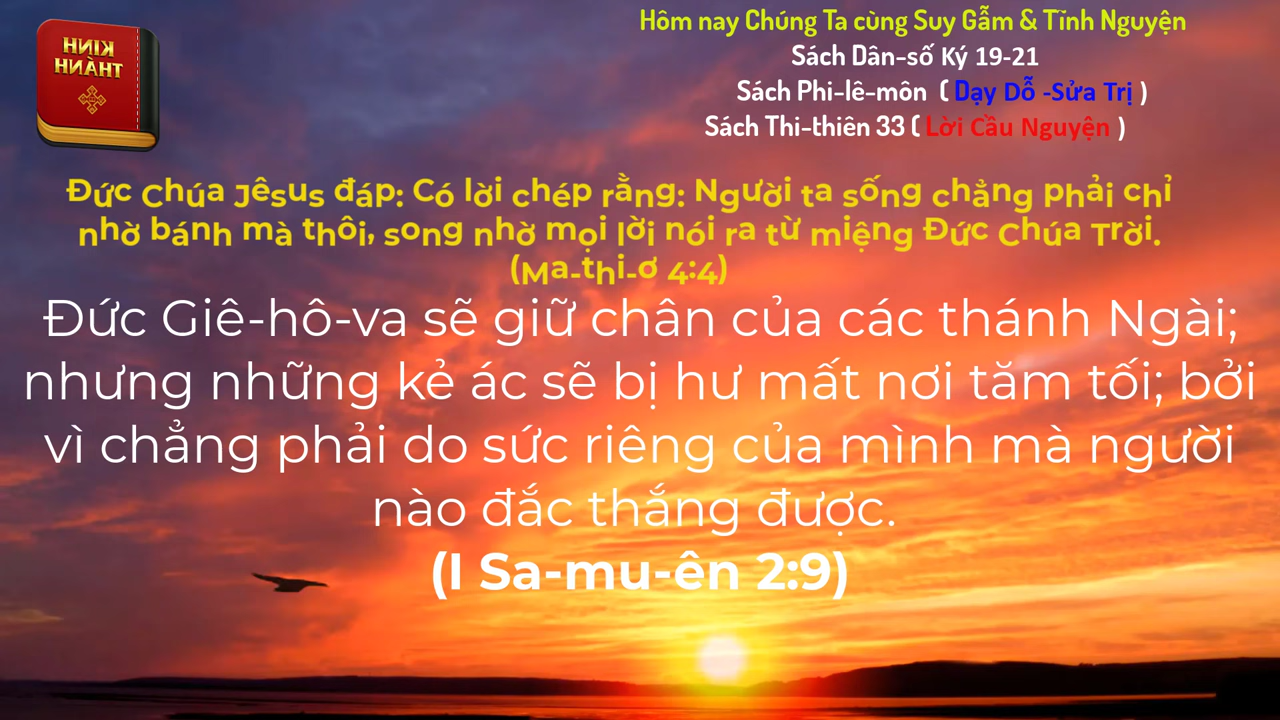 KINH
THÁNH
Hôm nay Chúng Ta cùng Suy Gẫm & Tĩnh Nguyện
Sách Dân-số Ký 19-21
Sách Phi-lê-môn ( Dạy Dỗ -Sửa Trị )
Sách Thi-thiên 33 ( Lời Cầu Nguyện )
Đức Chúa Jêsus đáp: Có lời chép rằng: Người ta sống chẳng phải chỉ
nhờ bánh mà thôi, song nhờ mọi lời nói ra từ miệng Đức Chúa Trời.
(Ma-thi-ơ 4:4)
Đức Giê-hô-va sẽ giữ chân của các thánh Ngài;
nhưng những kẻ ác sẽ bị hư mất nơi tăm tối; bởi
vì chẳng phải do sức riêng của mình mà người
nào đắc thắng được.
(I Sa-mu-ên 2:9)